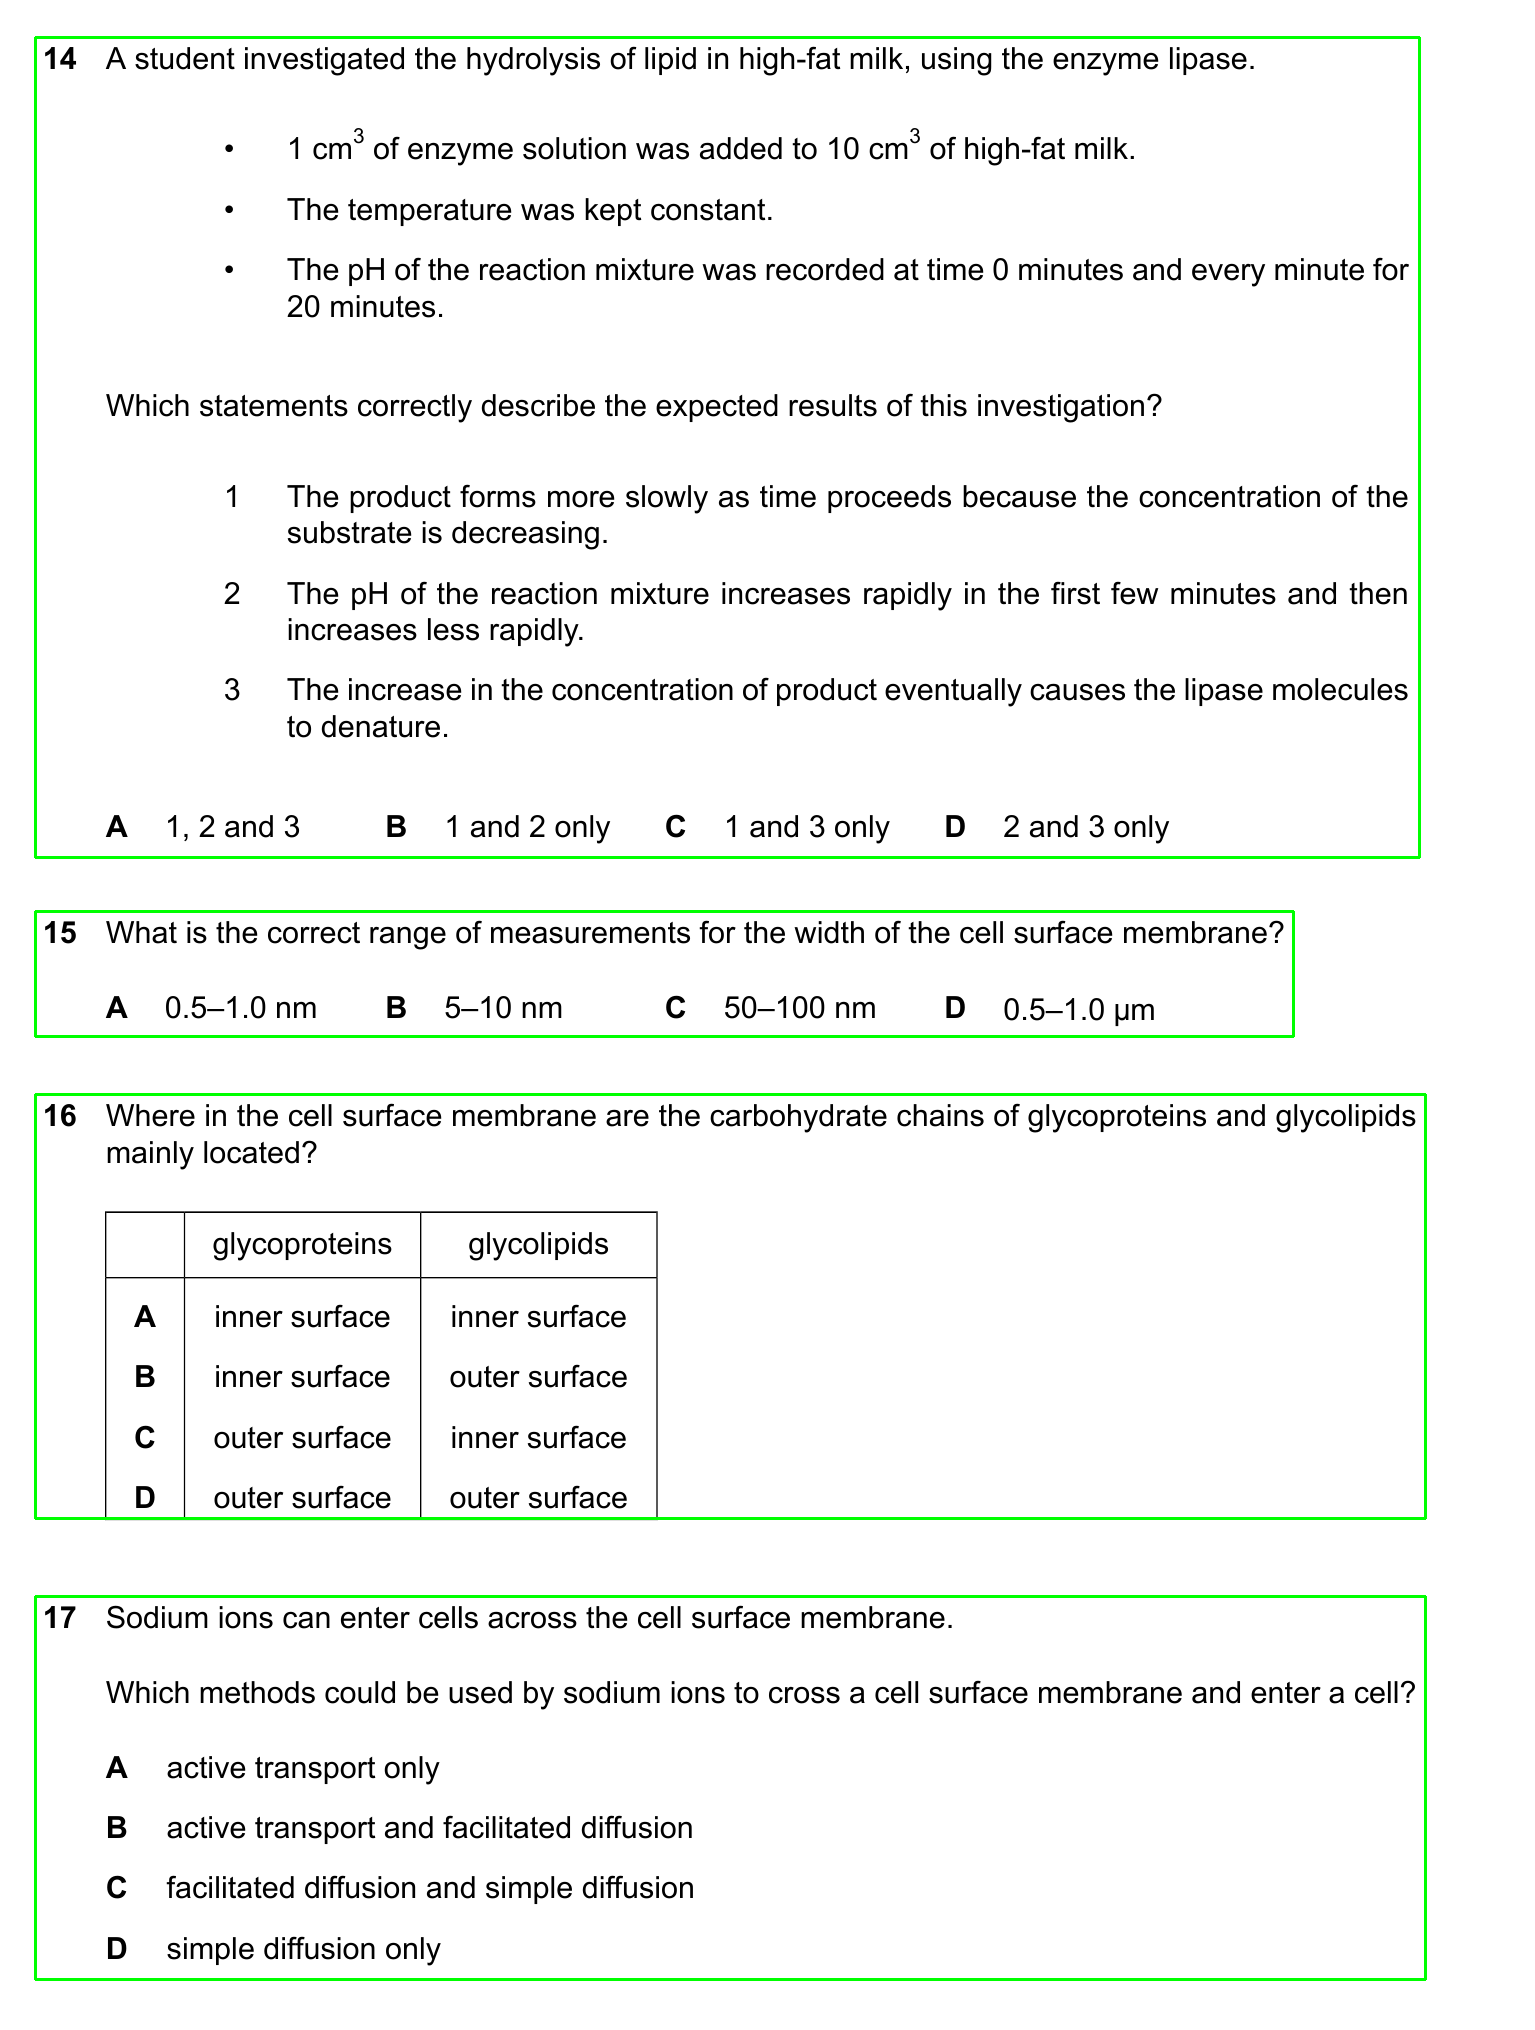 14 A student investigated the hydrolysis of lipid in high-fat milk, using the enzyme lipase.
• 1 cm³ of enzyme solution was added to 10 cm³ of high-fat milk.
• The temperature was kept constant.
• The pH of the reaction mixture was recorded at time 0 minutes and every minute for
20 minutes.
Which statements correctly describe the expected results of this investigation?
1 The product forms more slowly as time proceeds because the concentration of the
substrate is decreasing.
2 The pH of the reaction mixture increases rapidly in the first few minutes and then
increases less rapidly.
3 The increase in the concentration of product eventually causes the lipase molecules
to denature.
A 1, 2 and 3 B 1 and 2 only C 1 and 3 only D 2 and 3 only
15 What is the correct range of measurements for the width of the cell surface membrane?
A 0.5–1.0 nm B 5–10 nm C 50–100 nm D 0.5–1.0 μm
16 Where in the cell surface membrane are the carbohydrate chains of glycoproteins and glycolipids
mainly located?
glycoproteins glycolipids
A inner surface inner surface
B inner surface outer surface
C outer surface inner surface
D outer surface outer surface
17 Sodium ions can enter cells across the cell surface membrane.
Which methods could be used by sodium ions to cross a cell surface membrane and enter a cell?
A active transport only
B active transport and facilitated diffusion
C facilitated diffusion and simple diffusion
D simple diffusion only